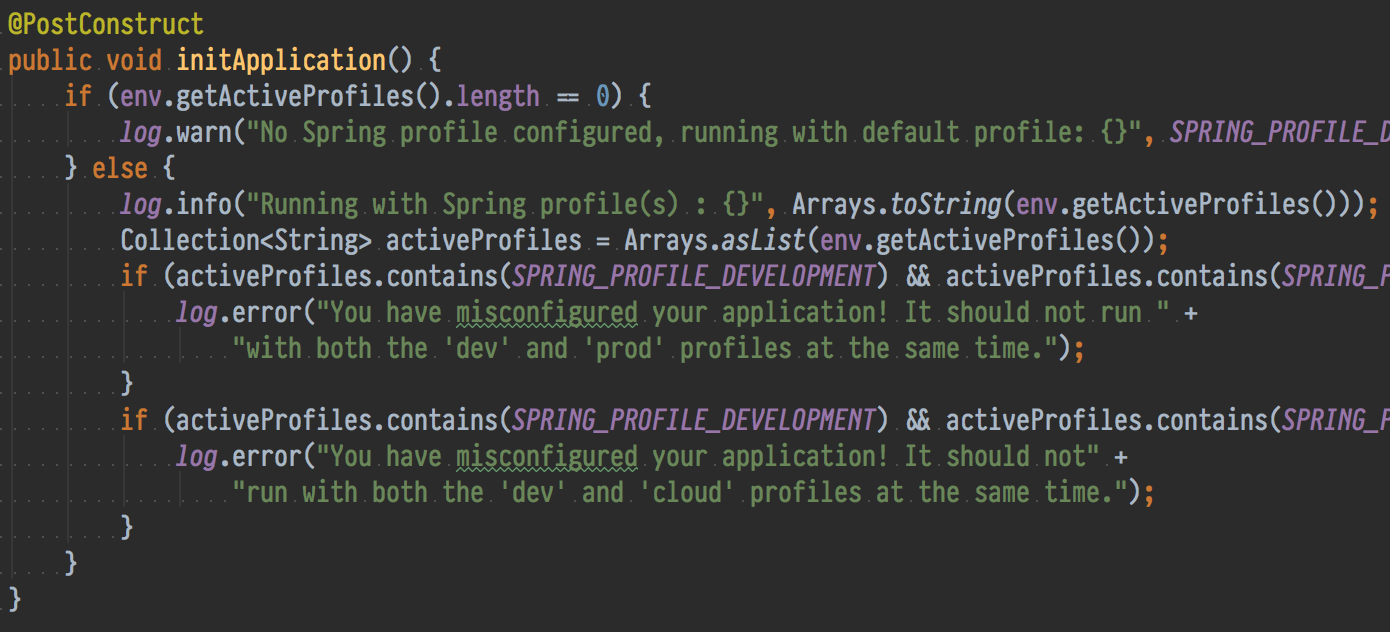 @PostConstruct
public void initApplication() {
    if (env.getActiveProfiles().length == 0) {
        log.warn("No Spring profile configured, running with default profile: {}", SPRING_PROFILE_D
    } else {
        log.info("Running with Spring profile(s) : {}", Arrays.toString(env.getActiveProfiles()));
        Collection<String> activeProfiles = Arrays.asList(env.getActiveProfiles());
        if (activeProfiles.contains(SPRING_PROFILE_DEVELOPMENT) && activeProfiles.contains(SPRING_P
            log.error("You have misconfigured your application! It should not run " +
                "with both the 'dev' and 'prod' profiles at the same time.");
        }
        if (activeProfiles.contains(SPRING_PROFILE_DEVELOPMENT) && activeProfiles.contains(SPRING_P
            log.error("You have misconfigured your application! It should not" +
                "run with both the 'dev' and 'cloud' profiles at the same time.");
        }
    }
}